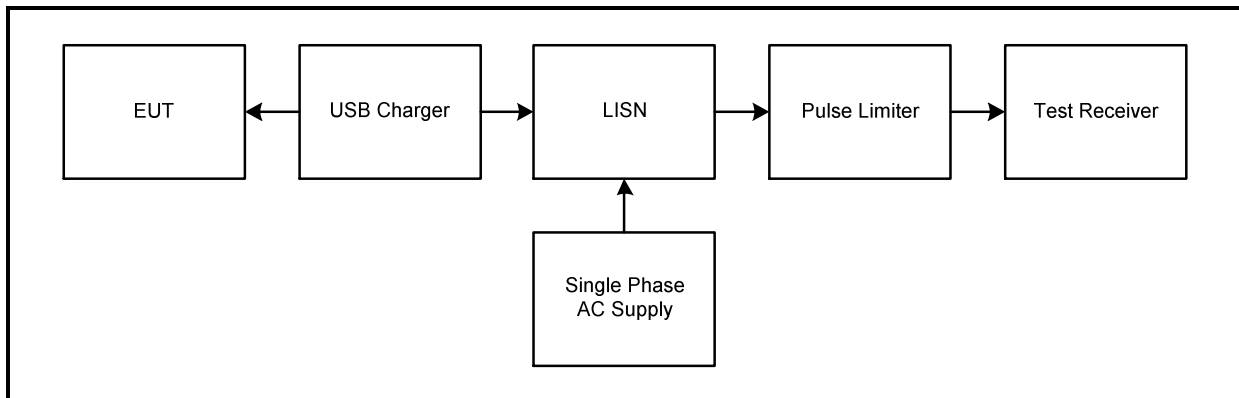 EUT
USB Charger
LISN
Pulse Limiter
Test Receiver
Single Phase
AC Supply